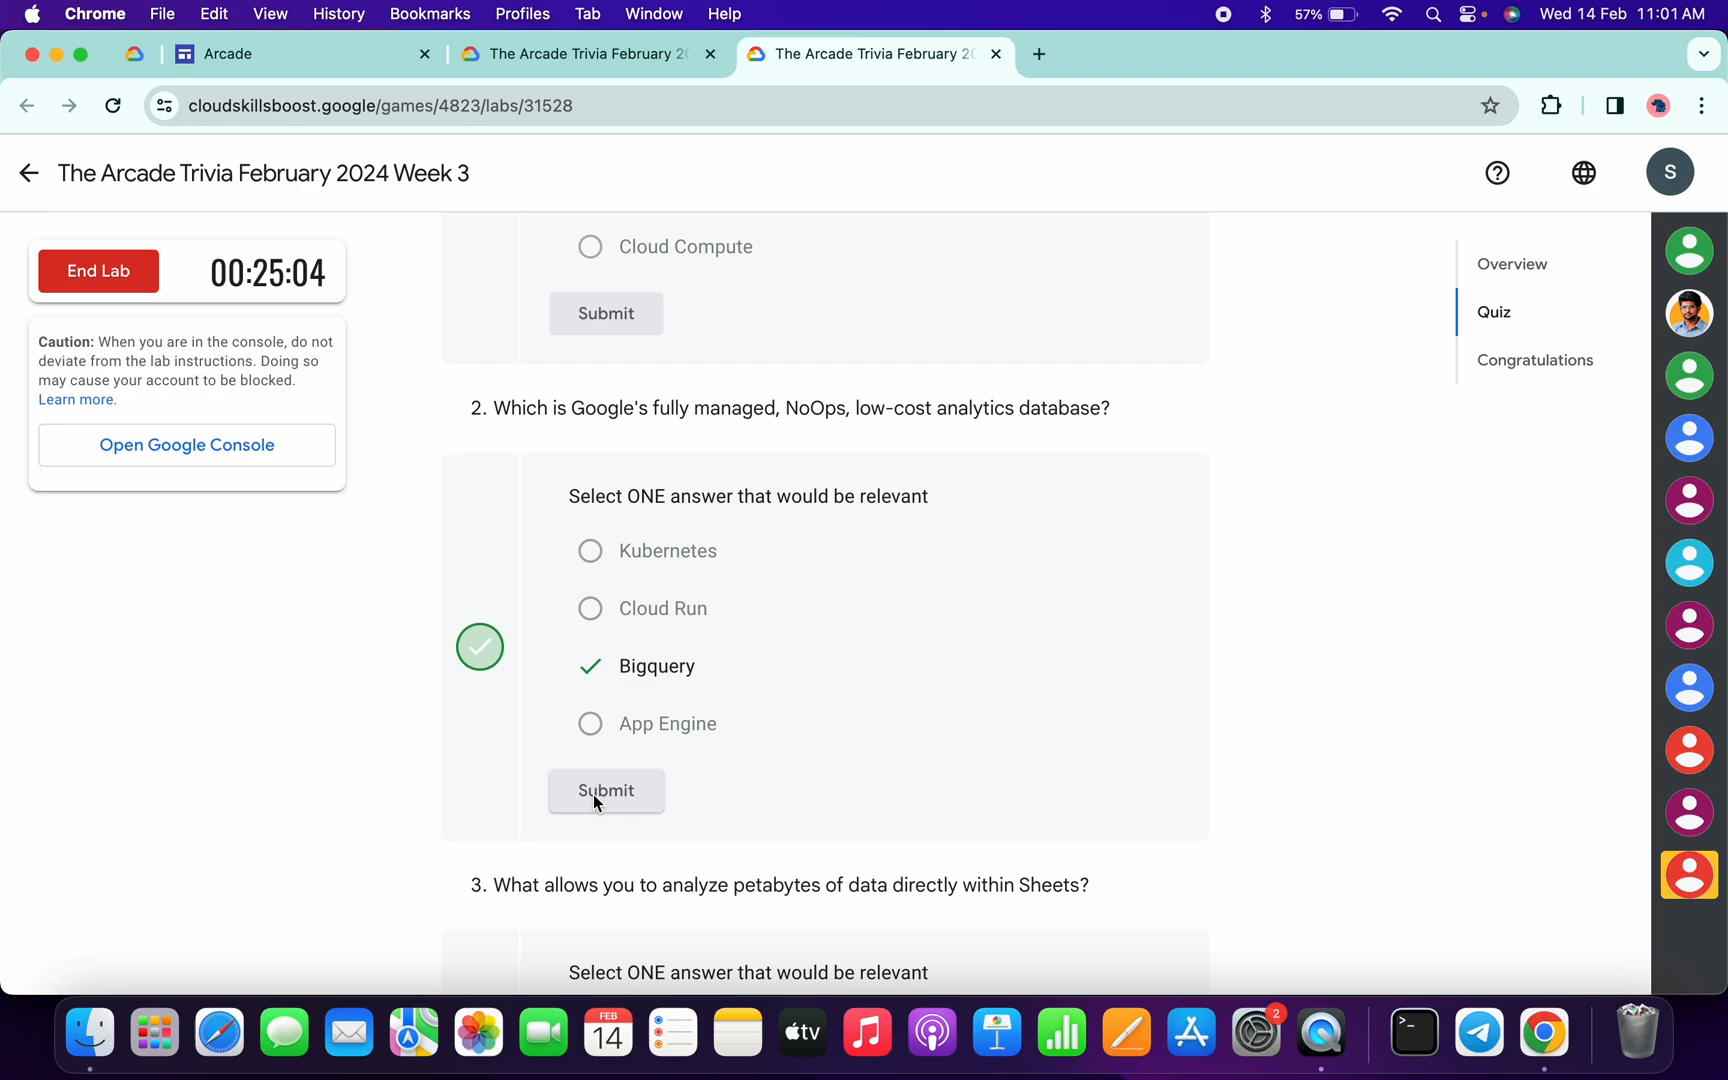 Chrome File Edit View History Bookmarks Profiles Tab Window Help 57% Wed 14 Feb 11:01 AM
Arcade The Arcade Trivia February 20 The Arcade Trivia February 20
cloudskillsboost.google/games/4823/labs/31528
The Arcade Trivia February 2024 Week 3 S
End Lab 00:25:04
Caution: When you are in the console, do not
deviate from the lab instructions. Doing so
may cause your account to be blocked.
Learn more.
Open Google Console
Cloud Compute
Submit
2. Which is Google's fully managed, NoOps, low-cost analytics database?
Select ONE answer that would be relevant
Kubernetes
Cloud Run
Bigquery
App Engine
Submit
3. What allows you to analyze petabytes of data directly within Sheets?
Select ONE answer that would be relevant
Overview
Quiz
Congratulations
FEB
14
tv
2